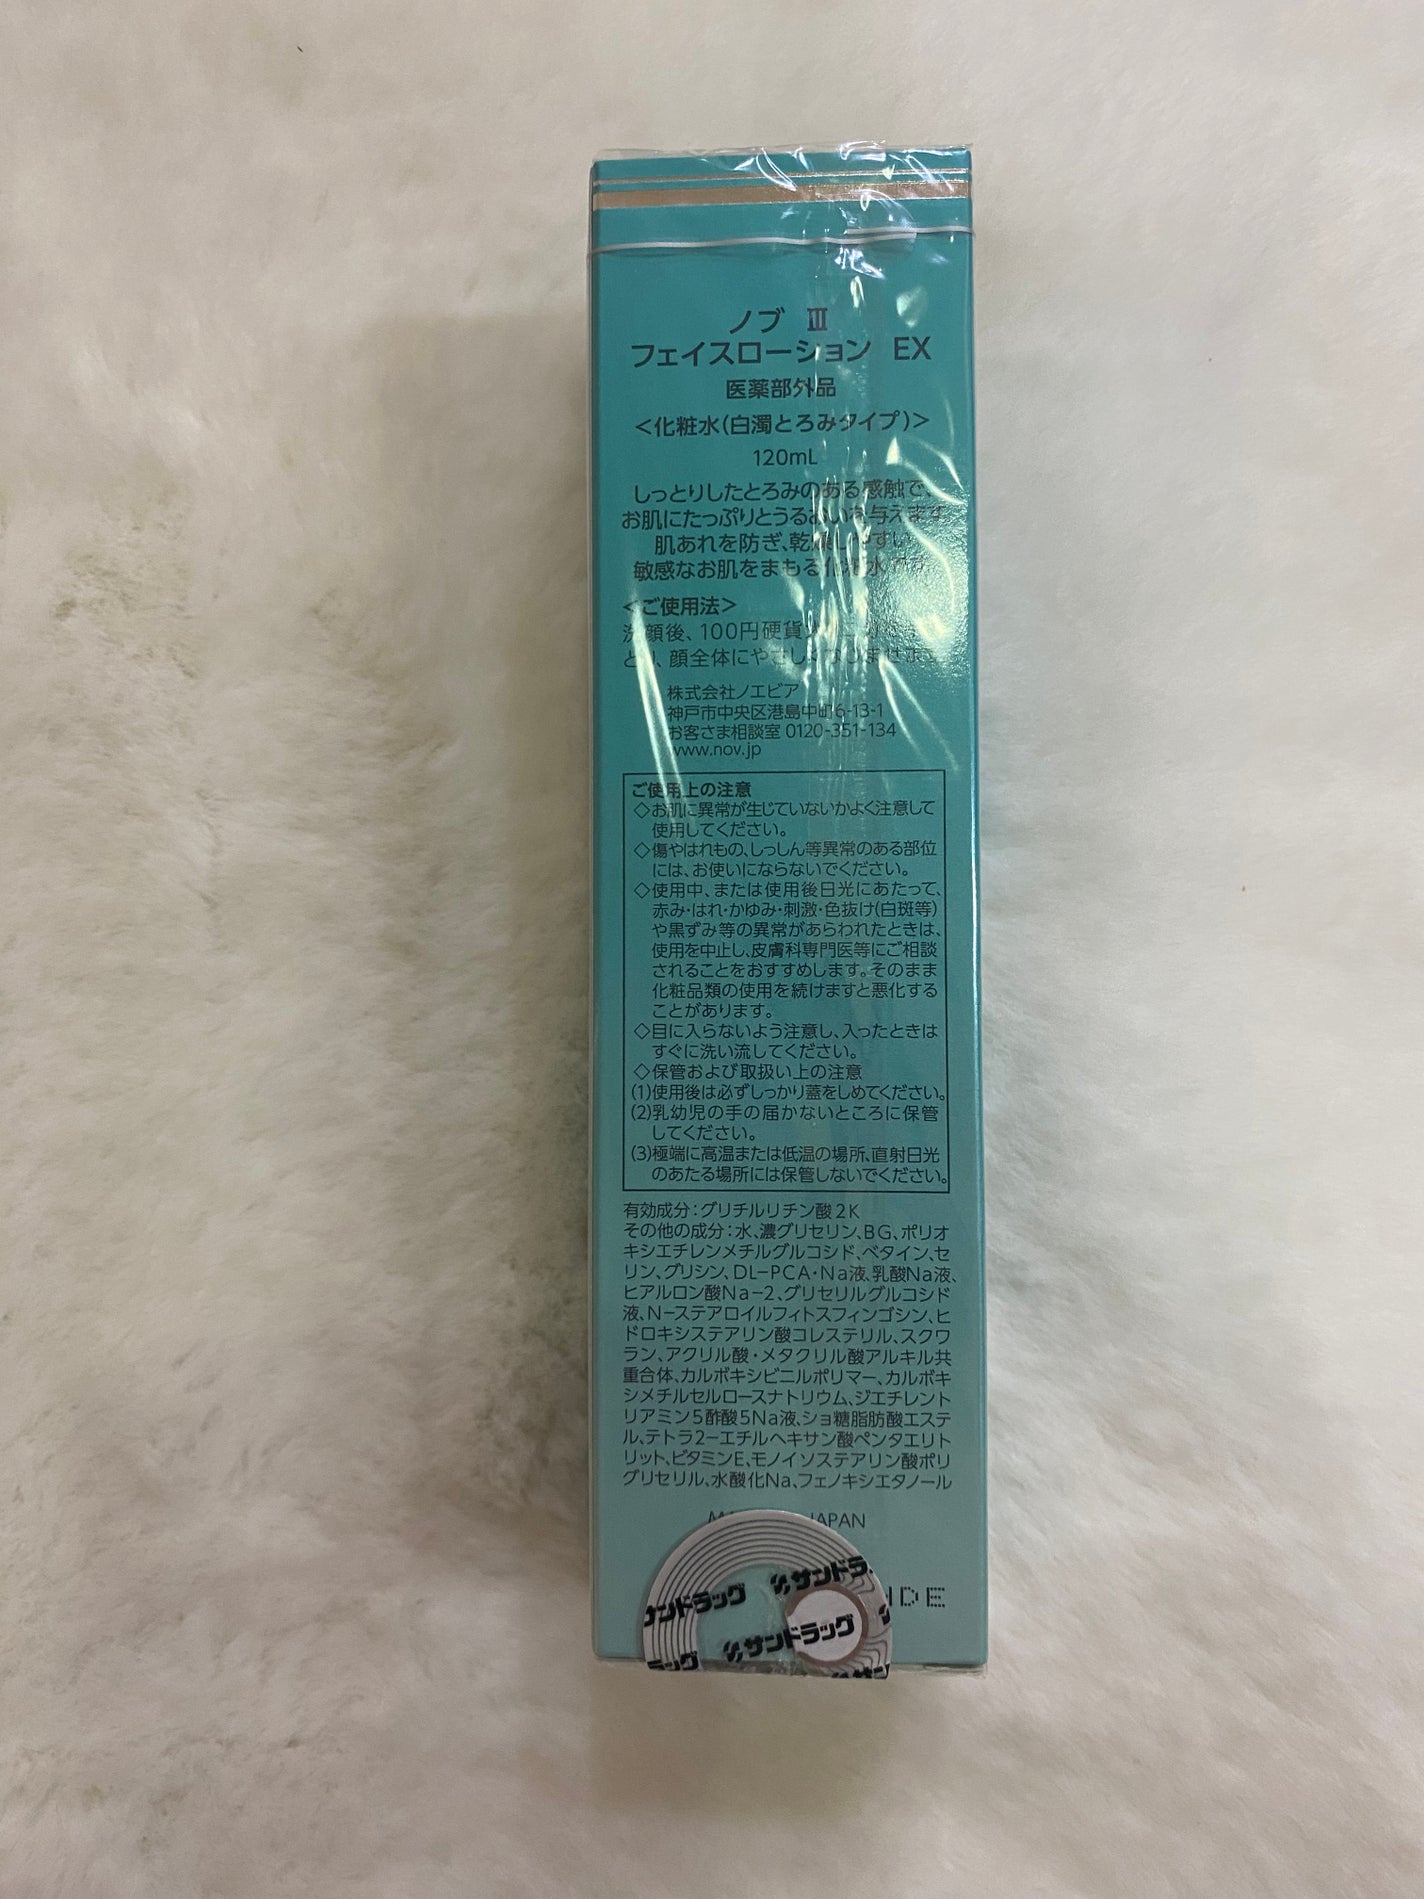 ノブ Ⅲ
フェイスローション EX
医薬部外品
<化粧水(白濁とろみタイプ)>
120mL
しっとりしたとろみのある感触で、
お肌にたっぷりとうるおいを与えます
肌あれを防ぎ、乾燥しやすい
敏感なお肌をまもる化粧水です
<ご使用法>
洗顔後、100円硬貨大
とり、顔全体にやさしく
株式会社ノエビア
神戸市中央区港島中町6-13-1
お客さま相談室 0120-351-134
www.nov.jp
ご使用上の注意
◇お肌に異常が生じていないかよく注意して
使用してください。
◇傷やはれもの、しっしん等異常のある部位
には、お使いにならないでください。
◇使用中、または使用後日光にあたって、
赤み・はれ・かゆみ・刺激・色抜け(白斑等)
や黒ずみ等の異常があらわれたときは、
使用を中止し、皮膚科専門医等にご相談
されることをおすすめします。そのまま
化粧品類の使用を続けますと悪化する
ことがあります。
◇目に入らないよう注意し、入ったときは
すぐに洗い流してください。
◇保管および取扱い上の注意
(1)使用後は必ずしっかり蓋をしめてください。
(2)乳幼児の手の届かないところに保管
してください。
(3)極端に高温または低温の場所、直射日光
のあたる場所には保管しないでください。
有効成分：グリチルリチン酸2K
その他の成分：水、濃グリセリン、BG、ポリオ
キシエチレンメチルグルコシド、ベタイン、セ
リン、グリシン、DL-PCA・Na液、乳酸Na液、
ヒアルロン酸Na-2、グリセリルグルコシド
液、N-ステアロイルフィトスフィンゴシン、ヒ
ドロキシステアリン酸コレステリル、スクワ
ラン、アクリル酸・メタクリル酸アルキル共
重合体、カルボキシビニルポリマー、カルボキ
シメチルセルロースナトリウム、ジエチレント
リアミン5酢酸5Na液、ショ糖脂肪酸エステ
ル、テトラ2-エチルヘキサン酸ペンタエリト
リット、ビタミンE、モノイソステアリン酸ポリ
グリセリル、水酸化Na、フェノキシエタノール
JAPAN
サンドラ
サンドラッグ
サンドラッグ